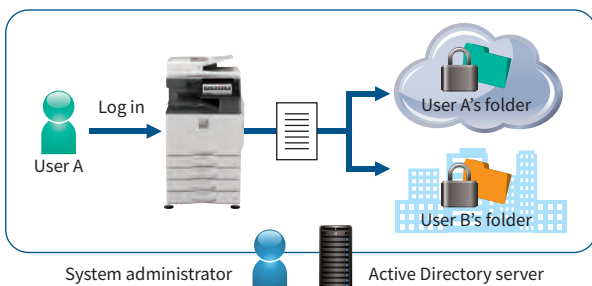 Log in
User A
User A's folder
User B's folder
System administrator
Active Directory server